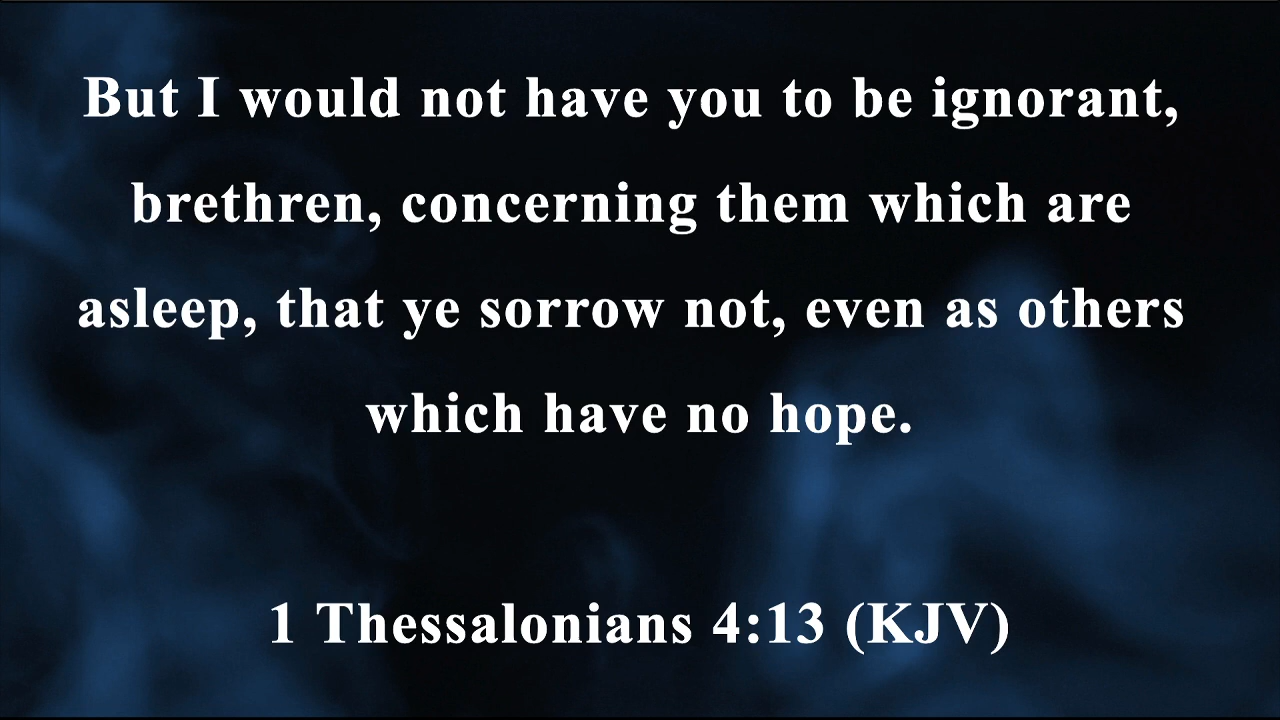 But I would not have you to be ignorant,
brethren, concerning them which are
asleep, that ye sorrow not, even as others
which have no hope.
1 Thessalonians 4:13 (KJV)